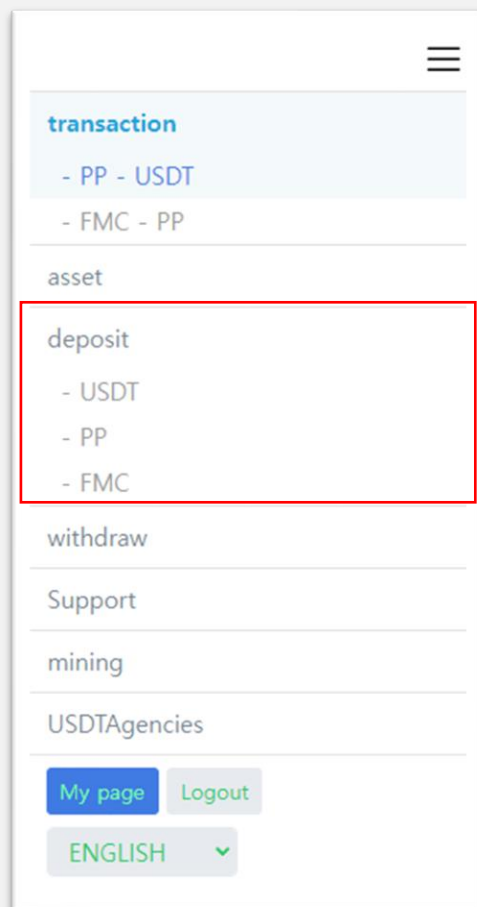 transaction
- PP - USDT
- FMC - PP
asset
deposit
- USDT
- PP
- FMC
withdraw
Support
mining
USDTAgencies
My page Logout
ENGLISH